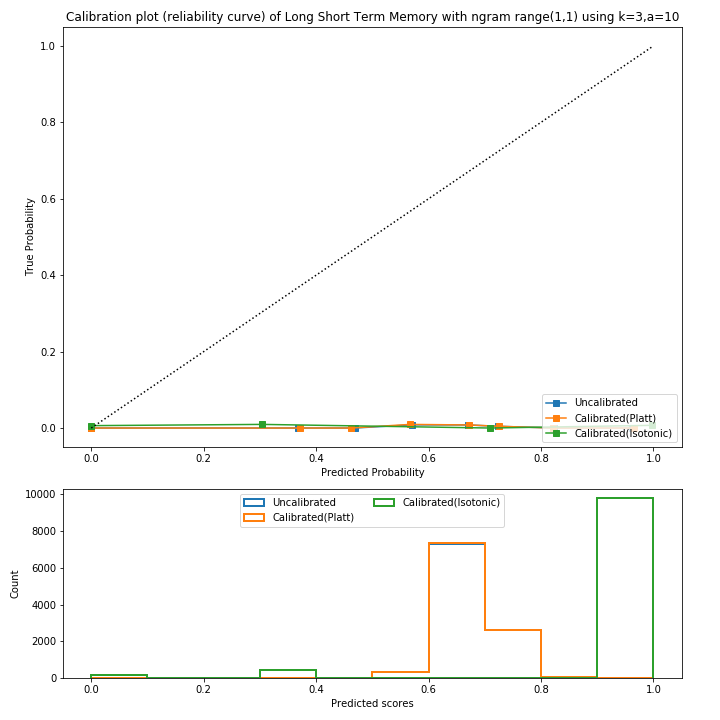 Calibration plot (reliability curve) of Long Short Term Memory with ngram range(1,1) using k=3,a=10
1.0
0.8
0.6
0.4
0.2
0.0
True Probability
Uncalibrated
Calibrated(Platt)
Calibrated(Isotonic)
0.0 0.2 0.4 0.6 0.8 1.0
Predicted Probability
10000
8000
6000
4000
2000
0
Count
Uncalibrated
Calibrated(Platt)
Calibrated(Isotonic)
0.0 0.2 0.4 0.6 0.8 1.0
Predicted scores